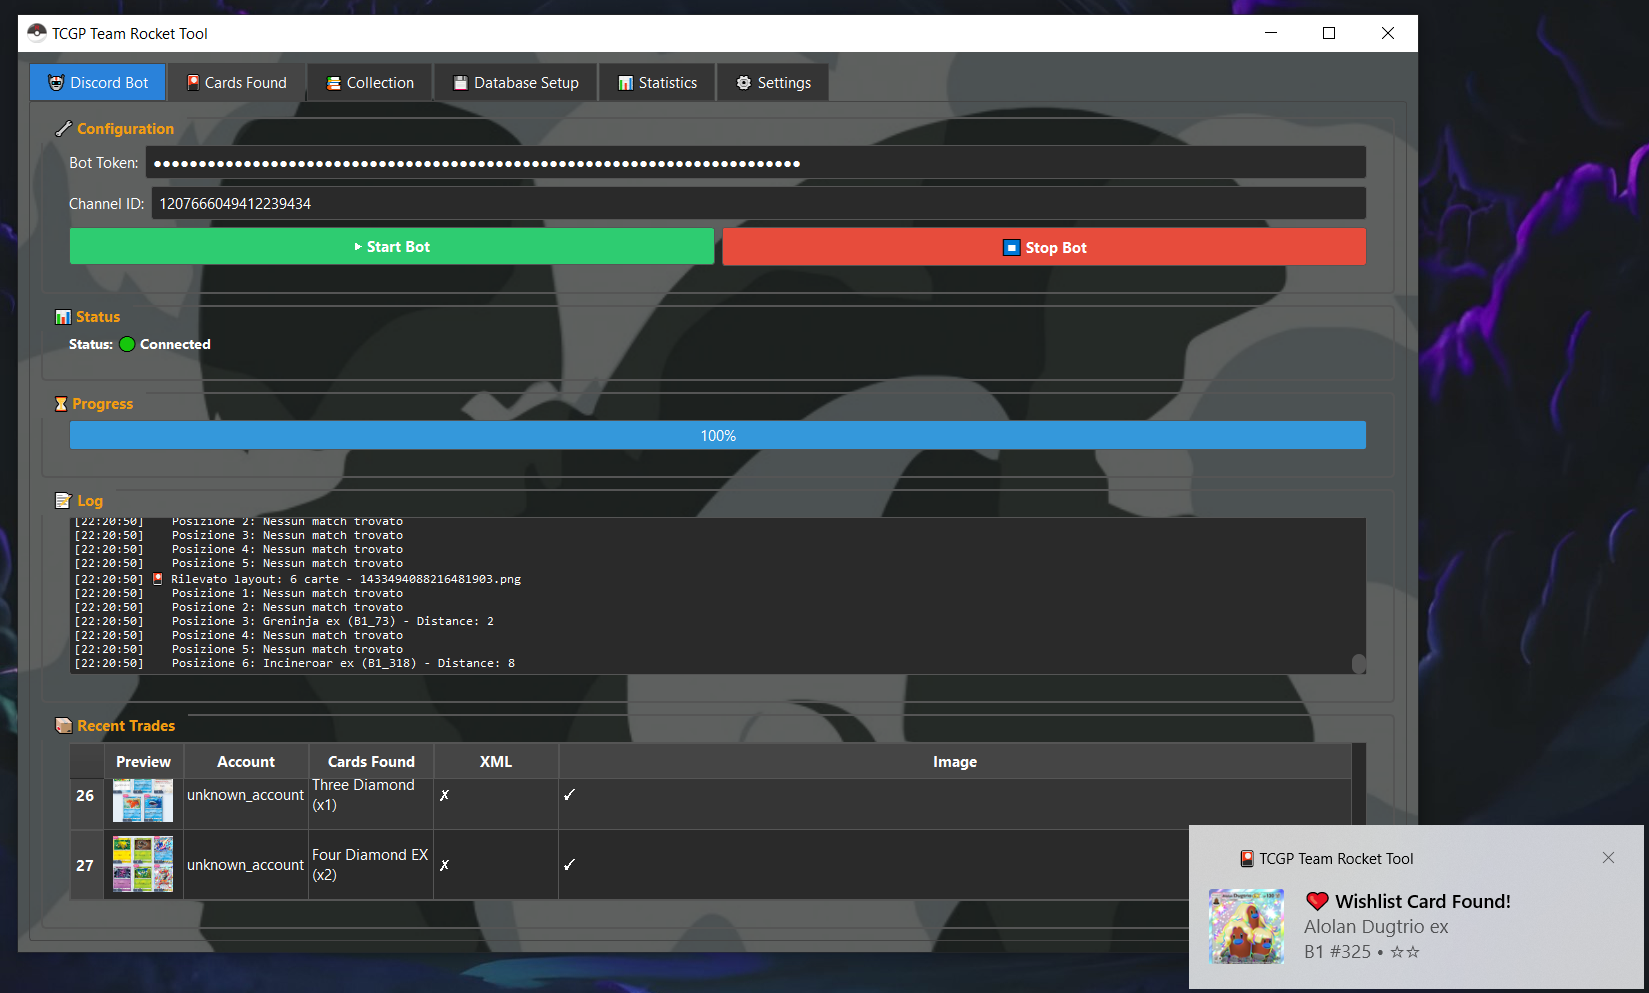 TCGP Team Rocket Tool
Discord Bot
Cards Found
Collection
Database Setup
Statistics
Settings
Configuration
Bot Token: ●●●●●●●●●●●●●●●●●●●●●●●●●●●●●●●●●●●●●●●●●●●●●●●●●●●●●●●●●●●●●●●●●●●●●●●●
Channel ID: 1207666049412239434
Start Bot
Stop Bot
Status
Status: Connected
Progress
100%
Log
[22:20:50] Posizione 2: Nessun match trovato
[22:20:50] Posizione 3: Nessun match trovato
[22:20:50] Posizione 4: Nessun match trovato
[22:20:50] Posizione 5: Nessun match trovato
[22:20:50] Rilevato layout: 6 carte - 1433494088216481903.png
[22:20:50] Posizione 1: Nessun match trovato
[22:20:50] Posizione 2: Nessun match trovato
[22:20:50] Posizione 3: Greninja ex (B1_73) - Distance: 2
[22:20:50] Posizione 4: Nessun match trovato
[22:20:50] Posizione 5: Nessun match trovato
[22:20:50] Posizione 6: Incineroar ex (B1_318) - Distance: 8
Recent Trades
Preview Account Cards Found XML Image
26 unknown_account Three Diamond (x1) ✗ ✓
27 unknown_account Four Diamond EX (x2) ✗ ✓
TCGP Team Rocket Tool
Wishlist Card Found!
Alolan Dugtrio ex
B1 #325 • ☆☆